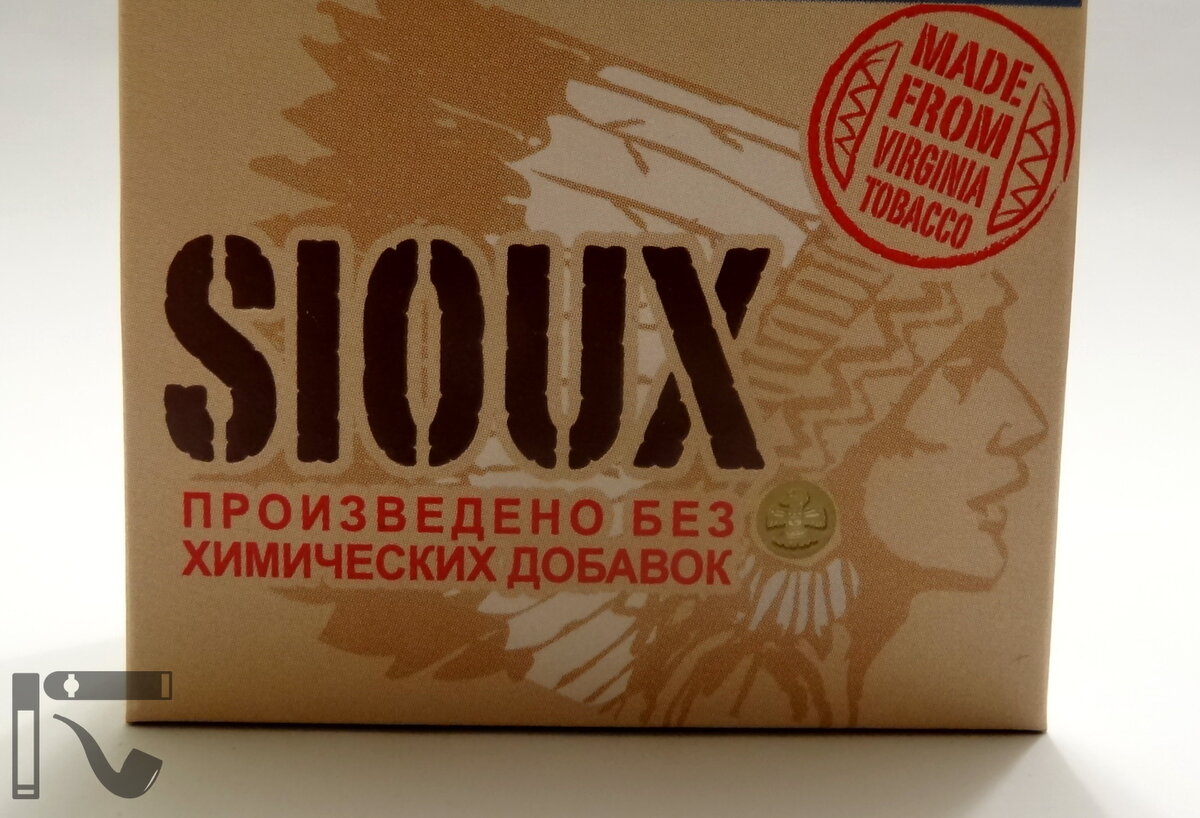 MADE
FROM
VIRGINIA
TOBACCO
SIOUX
ПРОИЗВЕДЕНО БЕЗ
ХИМИЧЕСКИХ ДОБАВОК